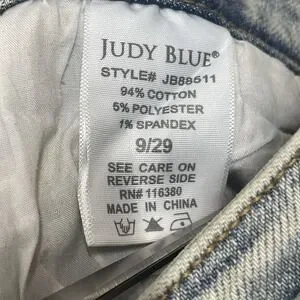 JUDY BLUE®
STYLE# JB88511
94% COTTON
5% POLYESTER
1% SPANDEX
9/29
SEE CARE ON
REVERSE SIDE
RN# 116380
MADE IN CHINA